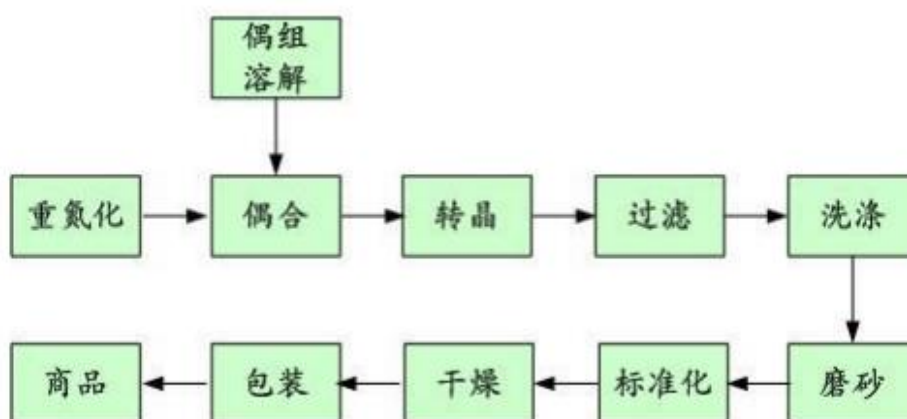 偶组
溶解
重氮化
偶合
转晶
过滤
洗涤
商品
包装
干燥
标准化
磨砂